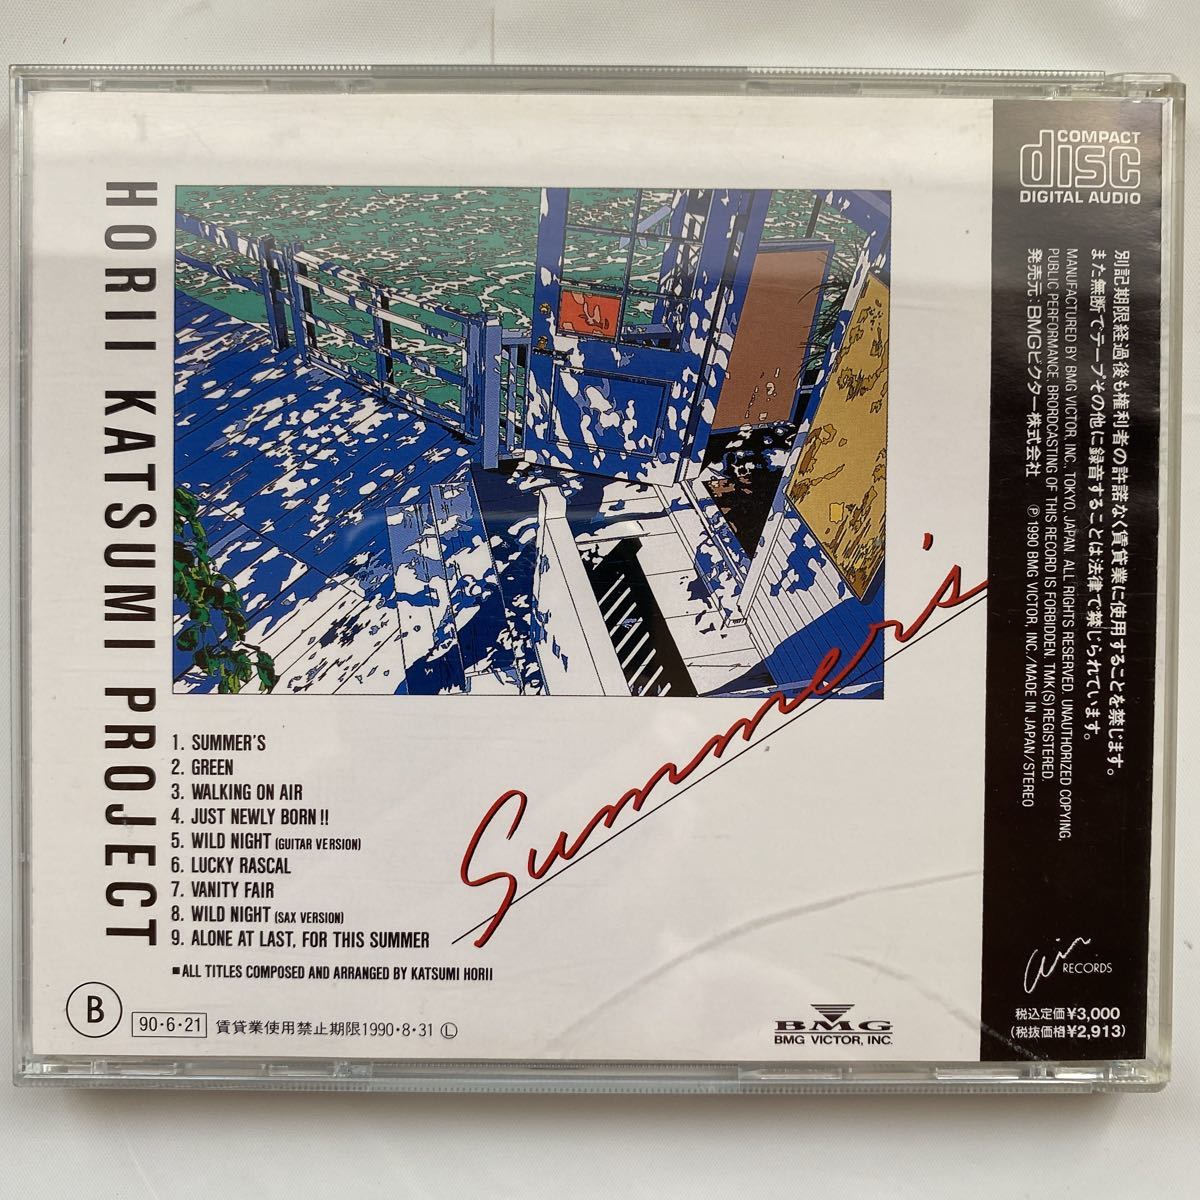 HORII KATSUMI PROJECT
Summer's
1. SUMMER'S
2. GREEN
3. WALKING ON AIR
4. JUST NEWLY BORN!!
5. WILD NIGHT (GUITAR VERSION)
6. LUCKY RASCAL
7. VANITY FAIR
8. WILD NIGHT (SAX VERSION)
9. ALONE AT LAST, FOR THIS SUMMER
■ALL TITLES COMPOSED AND ARRANGED BY KATSUMI HORII
B
90・6・21 賃貸業使用禁止期限1990・8・31 Ⓛ
BMG
BMG VICTOR, INC.
COMPACT
disc
DIGITAL AUDIO
別記期限経過後も権利者の許諾なく賃貸業に使用することを禁じます。
また無断でテープその他に録音することは法律で禁じられています。
MANUFACTURED BY BMG VICTOR, INC., TOKYO, JAPAN. ALL RIGHTS RESERVED. UNAUTHORIZED COPYING,
PUBLIC PERFORMANCE. BRORDCASTING OF THIS RECORD IS FORBIDDEN. TMK(S) REGISTERED.
発売元:BMGビクター株式会社 ℗1990 BMG VICTOR, INC./MADE IN JAPAN/STEREO
air RECORDS
税込定価¥3,000
(税抜価格¥2,913)